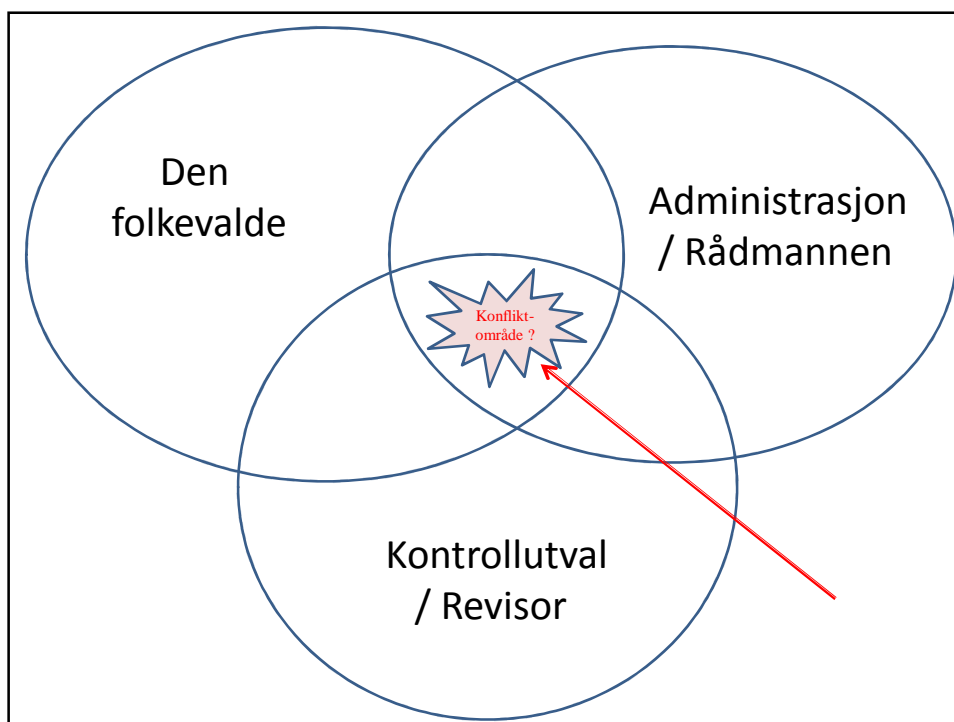 Den
folkevalde
Administrasjon
/ Rådmannen
Konflikt-
område ?
Kontrollutval
/ Revisor